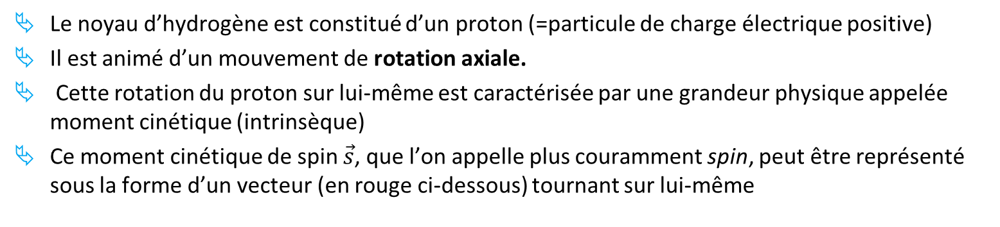 Le noyau d’hydrogène est constitué d’un proton (=particule de charge électrique positive)
Il est animé d’un mouvement de rotation axiale.
Cette rotation du proton sur lui-même est caractérisée par une grandeur physique appelée
moment cinétique (intrinsèque)
Ce moment cinétique de spin s⃗, que l’on appelle plus couramment spin, peut être représenté
sous la forme d’un vecteur (en rouge ci-dessous) tournant sur lui-même